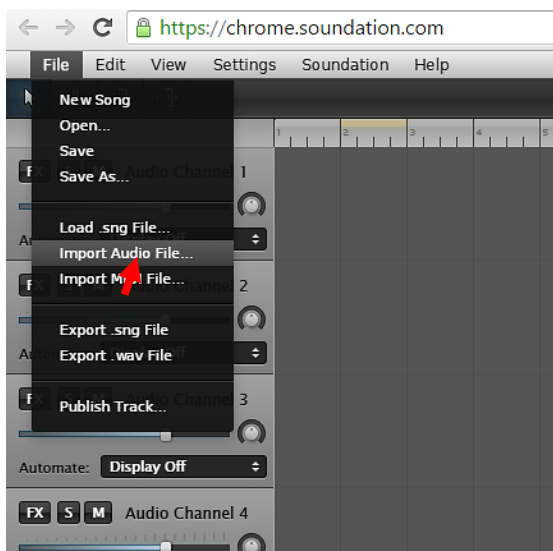 https://chrome.soundation.com
File Edit View Settings Soundation Help
New Song
Open...
Save
Save As...
Load .sng File...
Import Audio File...
Import Midi File...
Export .sng File
Export .wav File
Publish Track...
1 2 3 4 5
Audio Channel 1
Audio Channel 2
Audio Channel 3
Automate: Display Off
FX S M Audio Channel 4